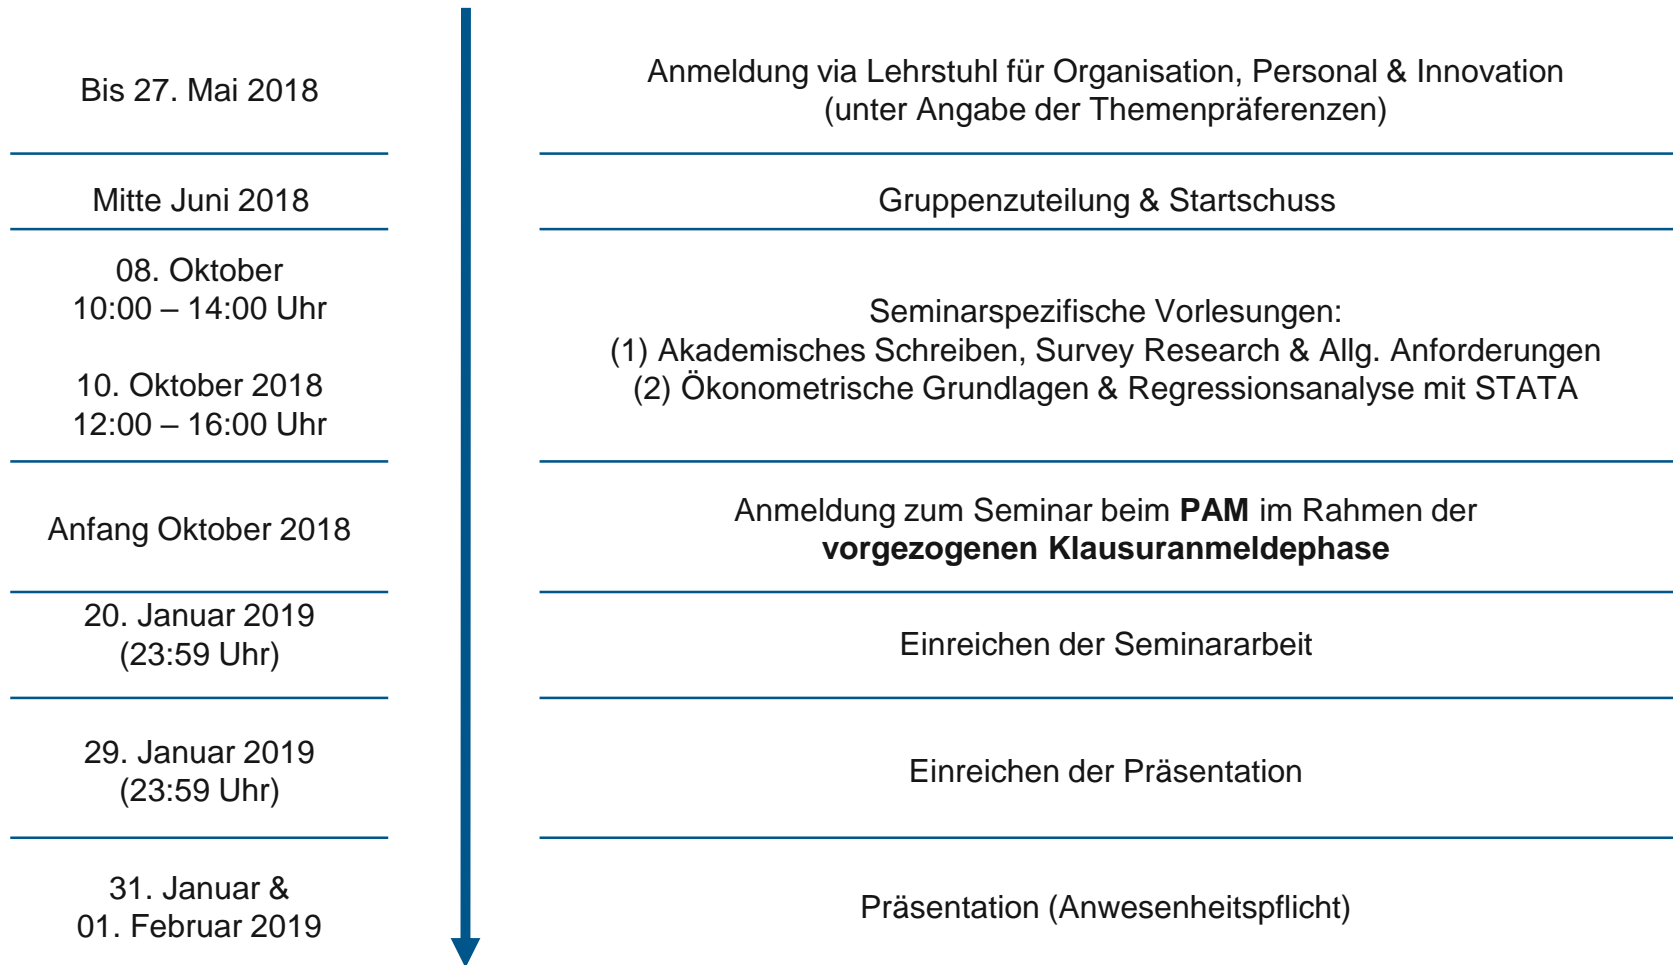 Bis 27. Mai 2018
Anmeldung via Lehrstuhl für Organisation, Personal & Innovation
(unter Angabe der Themenpräferenzen)
Mitte Juni 2018
Gruppenzuteilung & Startschuss
08. Oktober
10:00 – 14:00 Uhr
10. Oktober 2018
12:00 – 16:00 Uhr
Seminarspezifische Vorlesungen:
(1) Akademisches Schreiben, Survey Research & Allg. Anforderungen
(2) Ökonometrische Grundlagen & Regressionsanalyse mit STATA
Anfang Oktober 2018
Anmeldung zum Seminar beim PAM im Rahmen der
vorgezogenen Klausuranmeldephase
20. Januar 2019
(23:59 Uhr)
Einreichen der Seminararbeit
29. Januar 2019
(23:59 Uhr)
Einreichen der Präsentation
31. Januar &
01. Februar 2019
Präsentation (Anwesenheitspflicht)